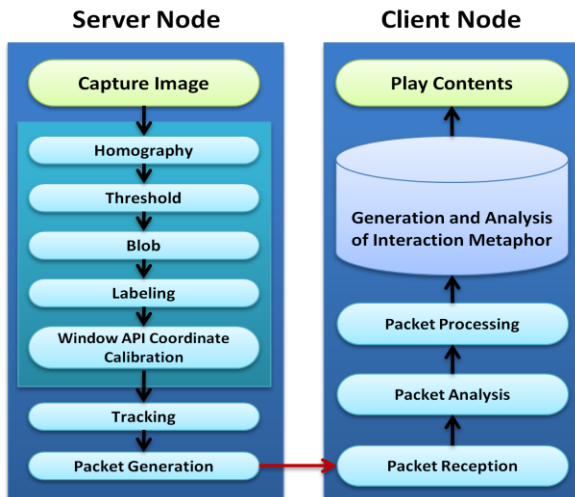 Server Node
Capture Image
Homography
Threshold
Blob
Labeling
Window API Coordinate
Calibration
Tracking
Packet Generation
Client Node
Play Contents
Generation and Analysis
of Interaction Metaphor
Packet Processing
Packet Analysis
Packet Reception